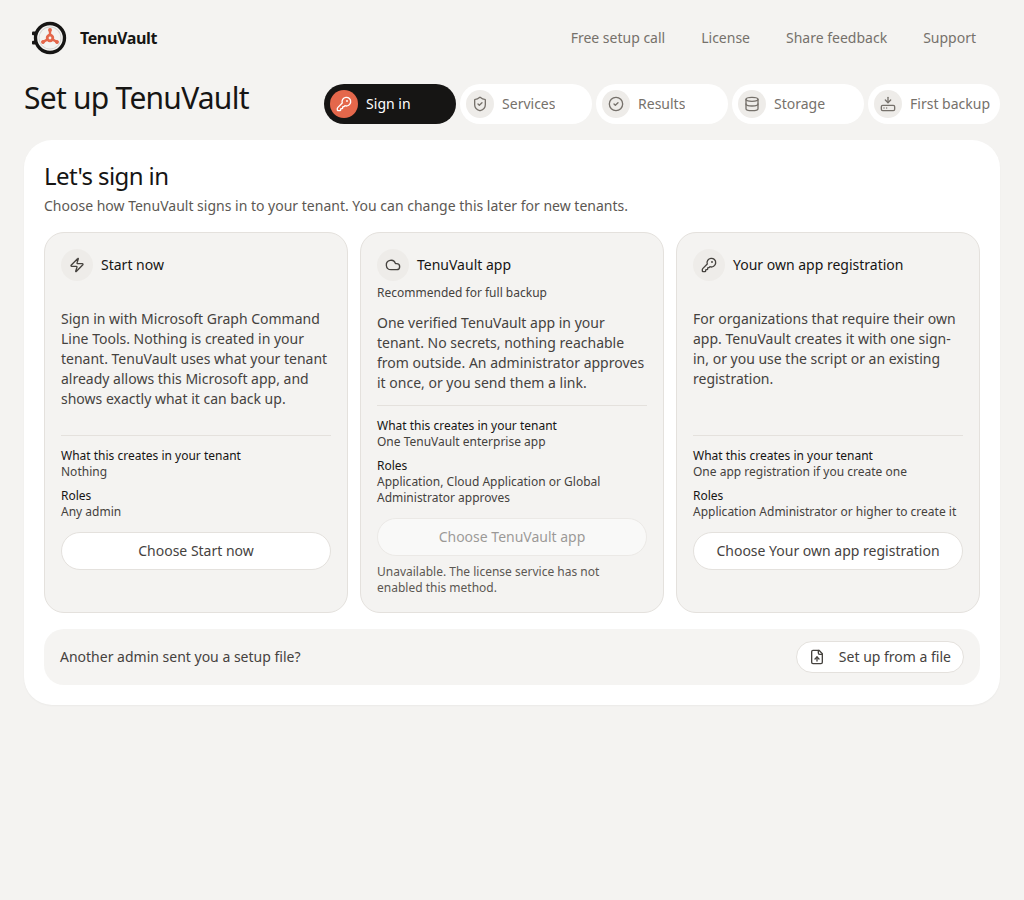 TenuVault
Free setup call
License
Share feedback
Support
Set up TenuVault
Sign in
Services
Results
Storage
First backup
Let's sign in
Choose how TenuVault signs in to your tenant. You can change this later for new tenants.
Start now
Sign in with Microsoft Graph Command
Line Tools. Nothing is created in your
tenant. TenuVault uses what your tenant
already allows this Microsoft app, and
shows exactly what it can back up.
What this creates in your tenant
Nothing
Roles
Any admin
Choose Start now
TenuVault app
Recommended for full backup
One verified TenuVault app in your
tenant. No secrets, nothing reachable
from outside. An administrator approves
it once, or you send them a link.
What this creates in your tenant
One TenuVault enterprise app
Roles
Application, Cloud Application or Global
Administrator approves
Choose TenuVault app
Unavailable. The license service has not
enabled this method.
Your own app registration
For organizations that require their own
app. TenuVault creates it with one sign-
in, or you use the script or an existing
registration.
What this creates in your tenant
One app registration if you create one
Roles
Application Administrator or higher to create it
Choose Your own app registration
Another admin sent you a setup file?
Set up from a file